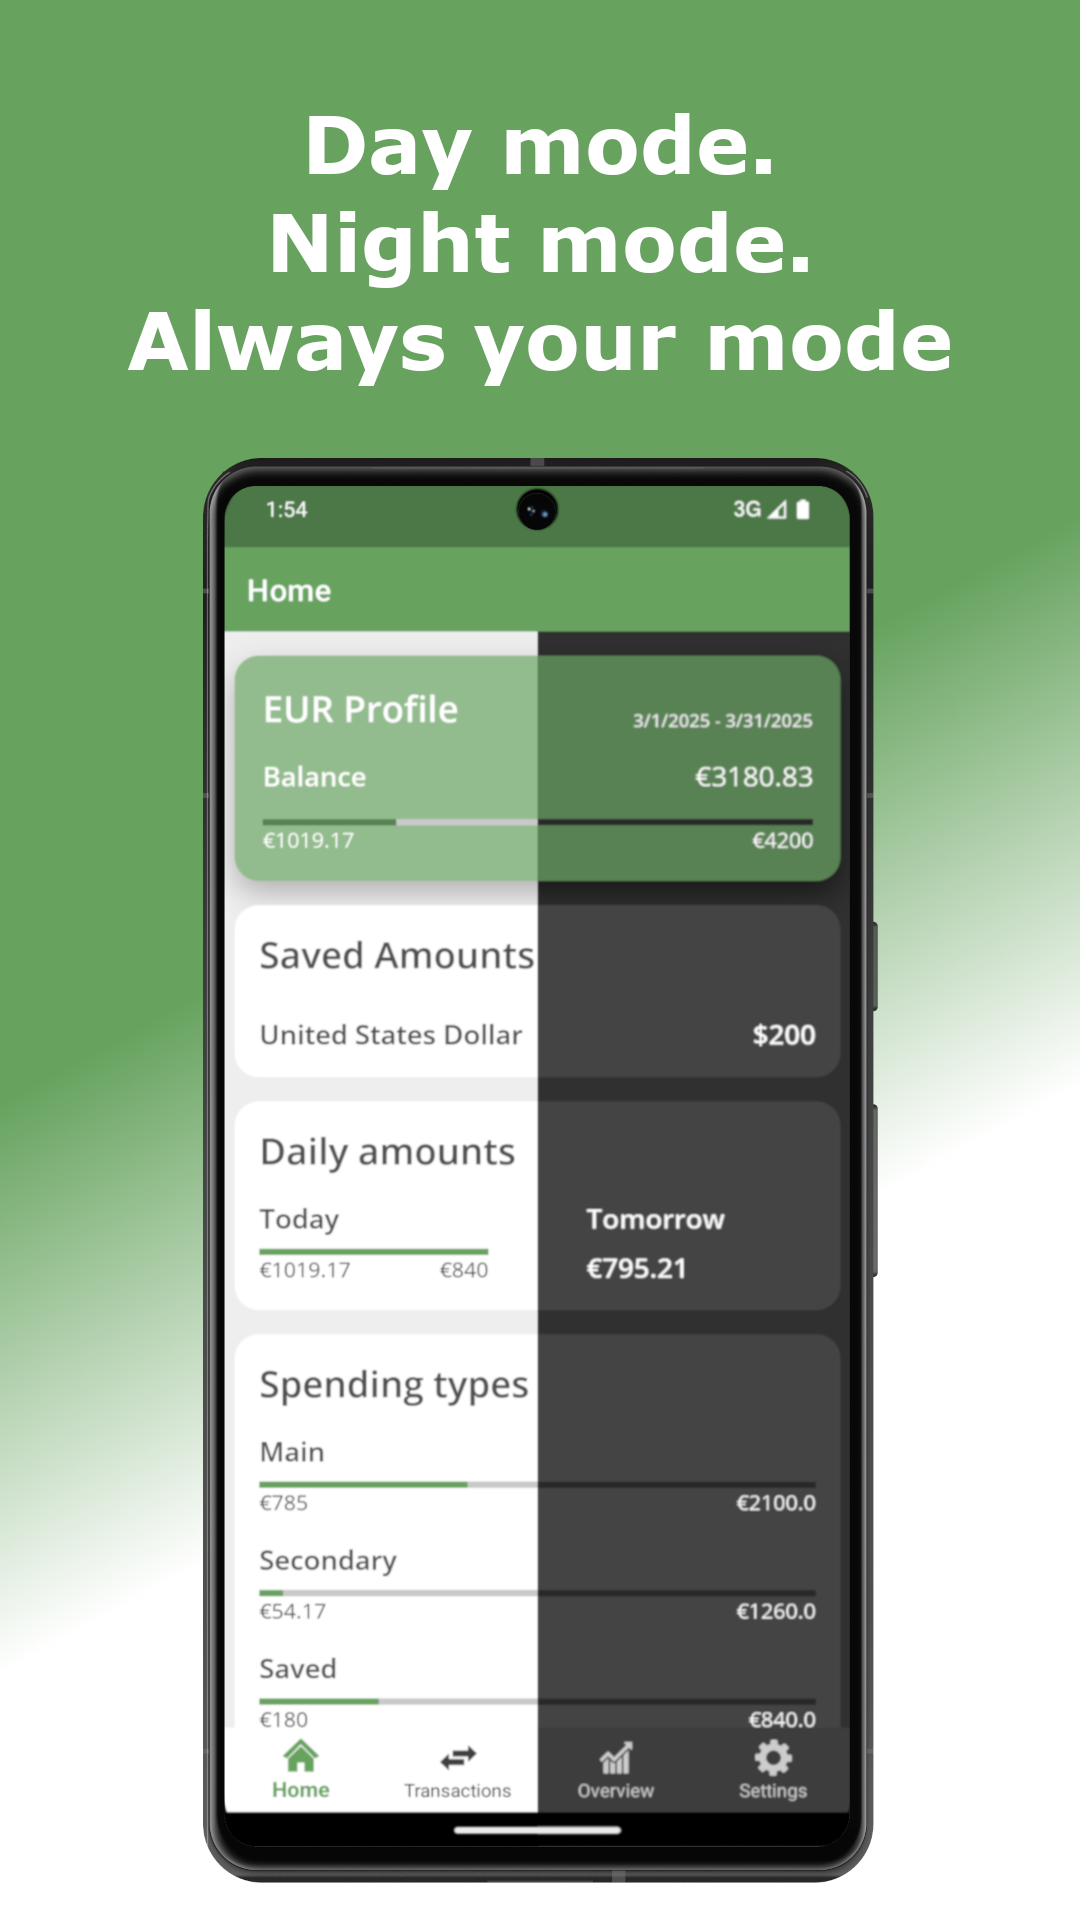 Day mode.
Night mode.
Always your mode
1:54 3G
Home
EUR Profile 3/1/2025 - 3/31/2025
Balance €3180.83
€1019.17 €4200
Saved Amounts
United States Dollar $200
Daily amounts
Today Tomorrow
€1019.17 €840 €795.21
Spending types
Main
€785 €2100.0
Secondary
€54.17 €1260.0
Saved
€180 €840.0
Home Transactions Overview Settings